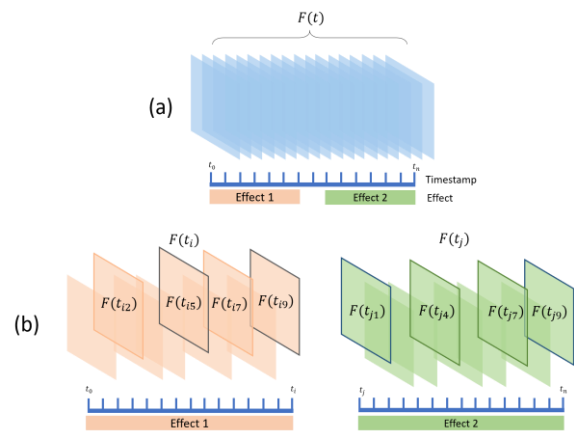 F(t)
(a)
t₀ tₙ
Timestamp
Effect 1 Effect 2 Effect
F(tᵢ) F(tⱼ)
(b)
F(tᵢ₂) F(tᵢ₅) F(tᵢ₇) F(tᵢ₉) F(tⱼ₁) F(tⱼ₄) F(tⱼ₇) F(tⱼ₉)
t₀ tᵢ tⱼ tₙ
Effect 1 Effect 2